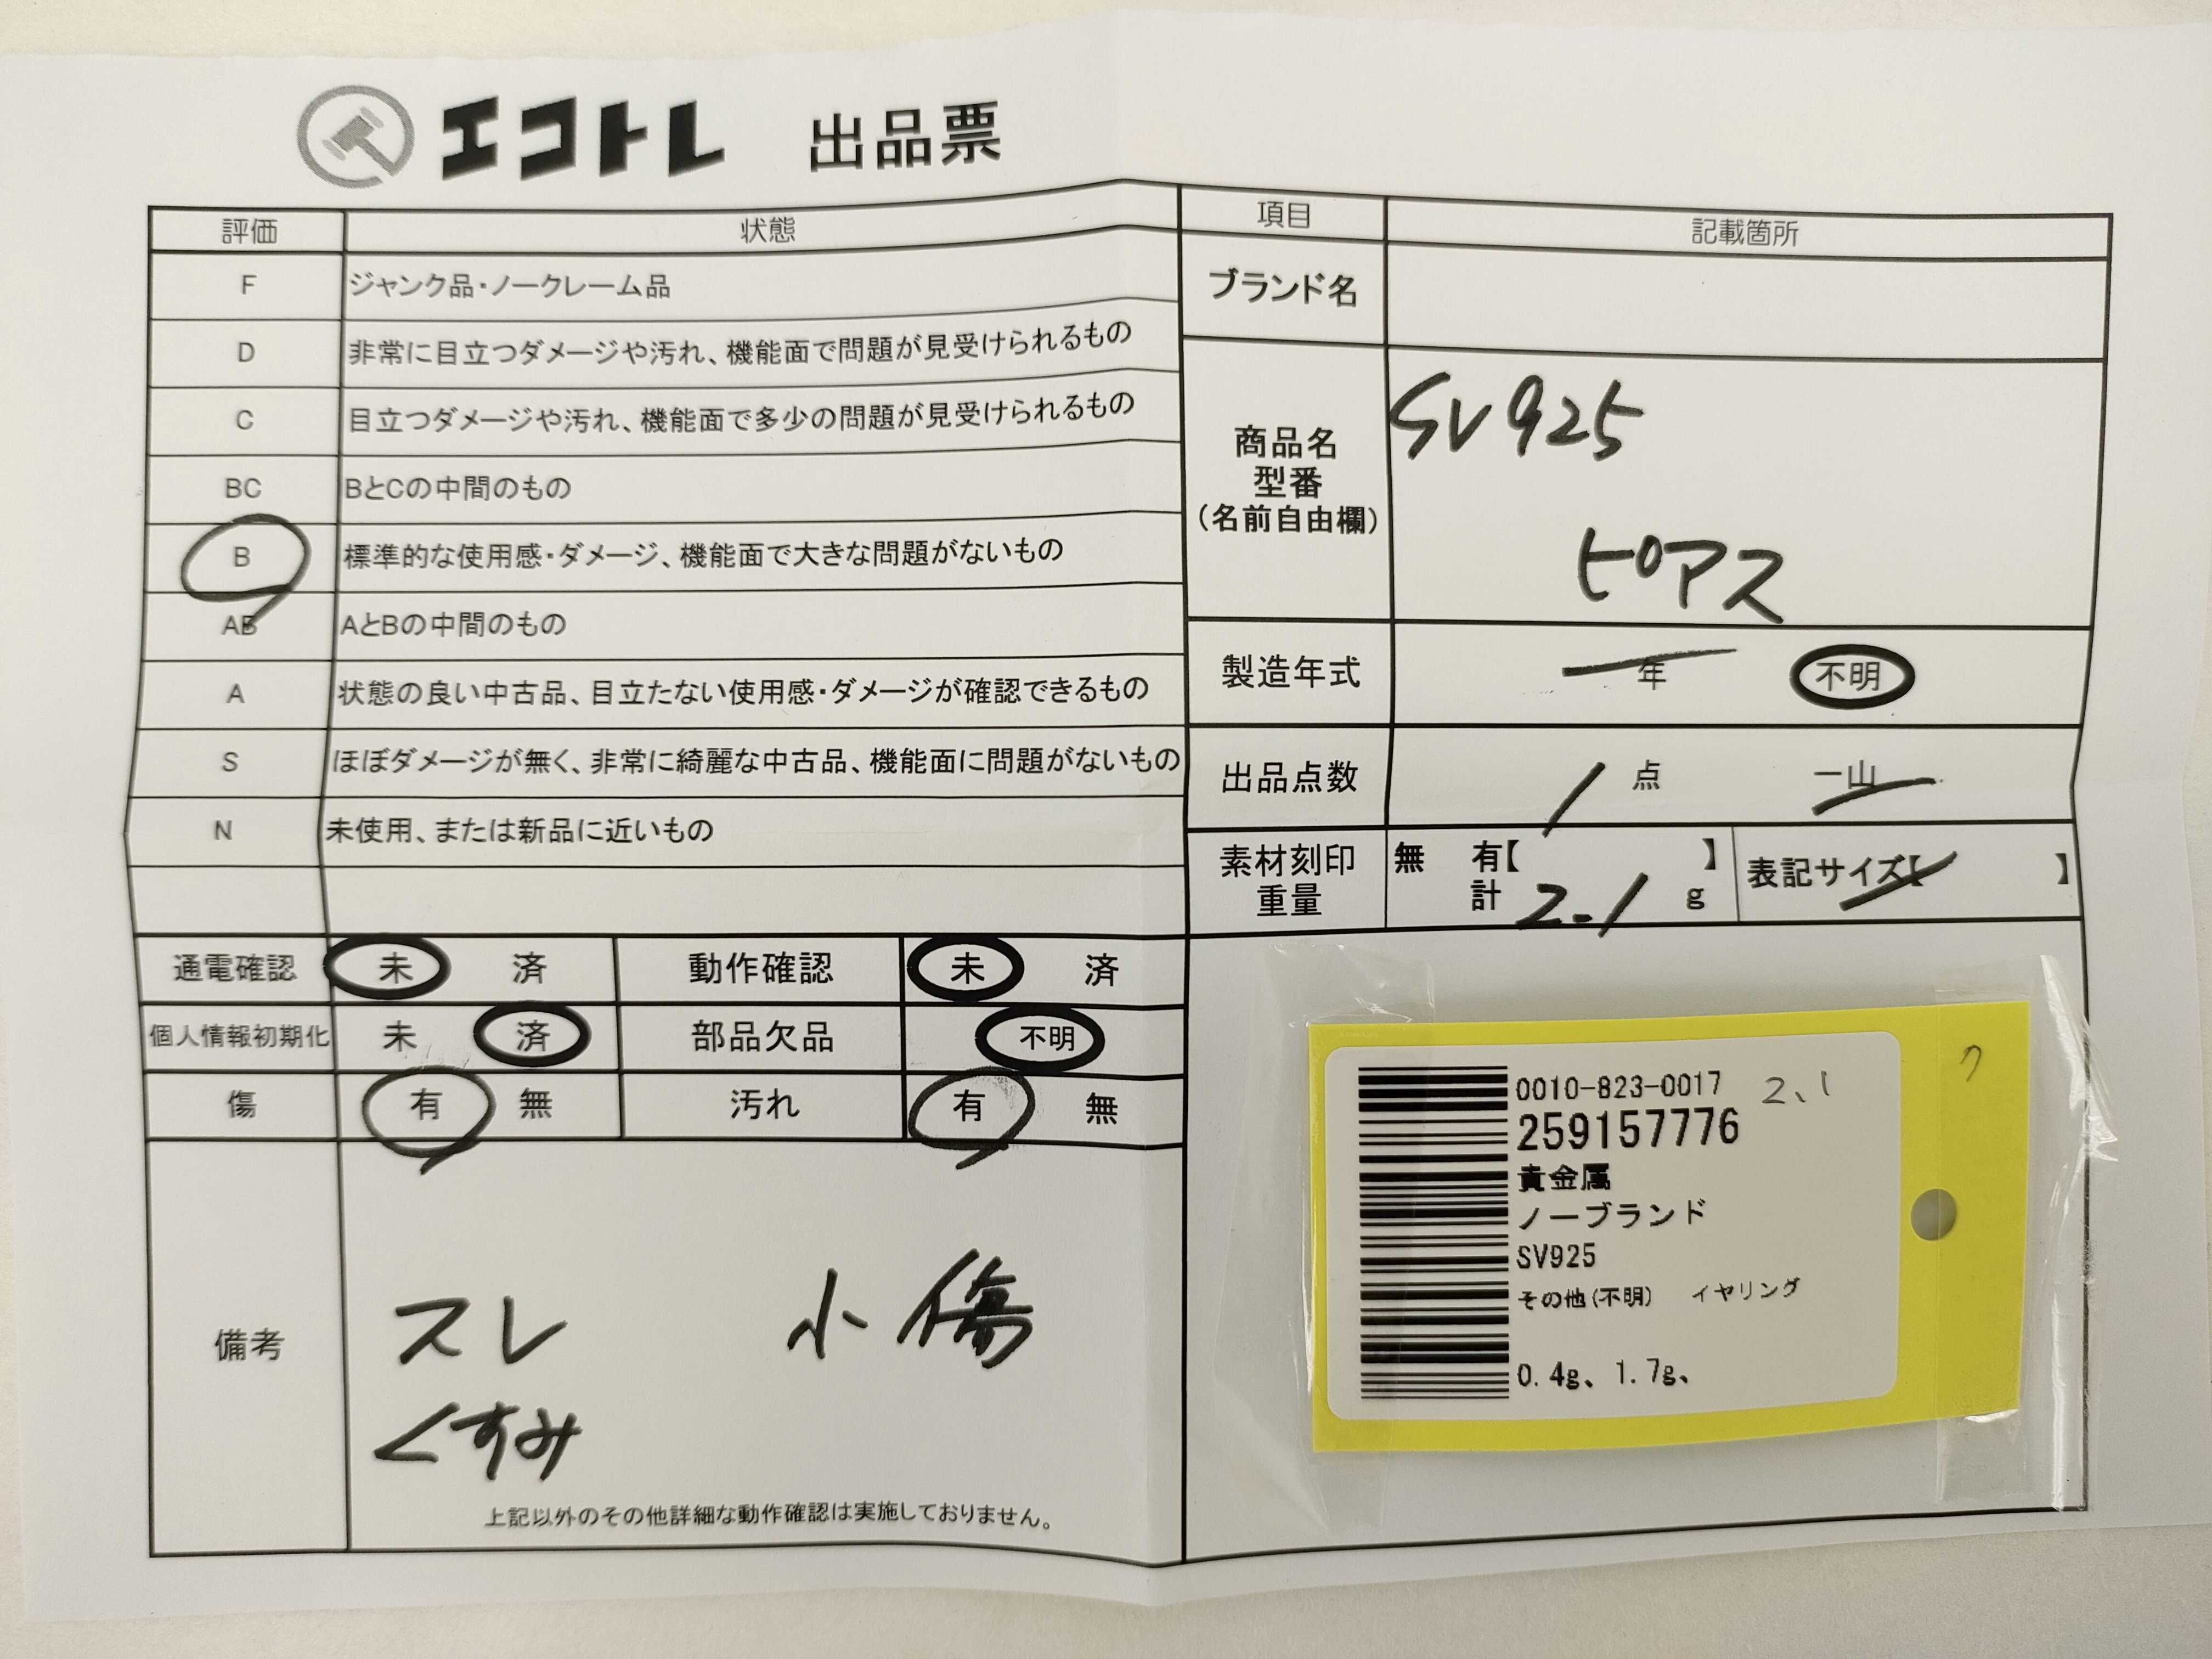 エコトレ 出品票
評価 状態
F ジャンク品・ノークレーム品
D 非常に目立つダメージや汚れ、機能面で問題が見受けられるもの
C 目立つダメージや汚れ、機能面で多少の問題が見受けられるもの
BC BとCの中間のもの
B 標準的な使用感・ダメージ、機能面で大きな問題がないもの
AB AとBの中間のもの
A 状態の良い中古品、目立たない使用感・ダメージが確認できるもの
S ほぼダメージが無く、非常に綺麗な中古品、機能面に問題がないもの
N 未使用、または新品に近いもの
項目 記載箇所
ブランド名
商品名
型番
(名前自由欄)
SV925
ピアス
製造年式 年 不明
出品点数 1 点 一山
素材刻印
重量
無 有【 】
計 2.1 g
表記サイズ【 】
通電確認 未 済 動作確認 未 済
個人情報初期化 未 済 部品欠品 不明
傷 有 無 汚れ 有 無
備考
スレ 小傷
くすみ
上記以外のその他詳細な動作確認は実施しておりません。
0010-823-0017 2、1
259157776
貴金属
ノーブランド
SV925
その他(不明) イヤリング
0.4g、1.7g、